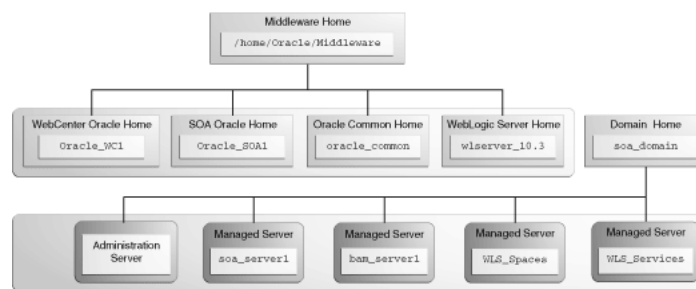 Middleware Home
/home/Oracle/Middleware
WebCenter Oracle Home
Oracle_WC1
SOA Oracle Home
Oracle_SOA1
Oracle Common Home
oracle_common
WebLogic Server Home
wlserver_10.3
Domain Home
soa_domain
Administration
Server
Managed Server
soa_server1
Managed Server
bam_server1
Managed Server
WLS_Spaces
Managed Server
WLS_Services